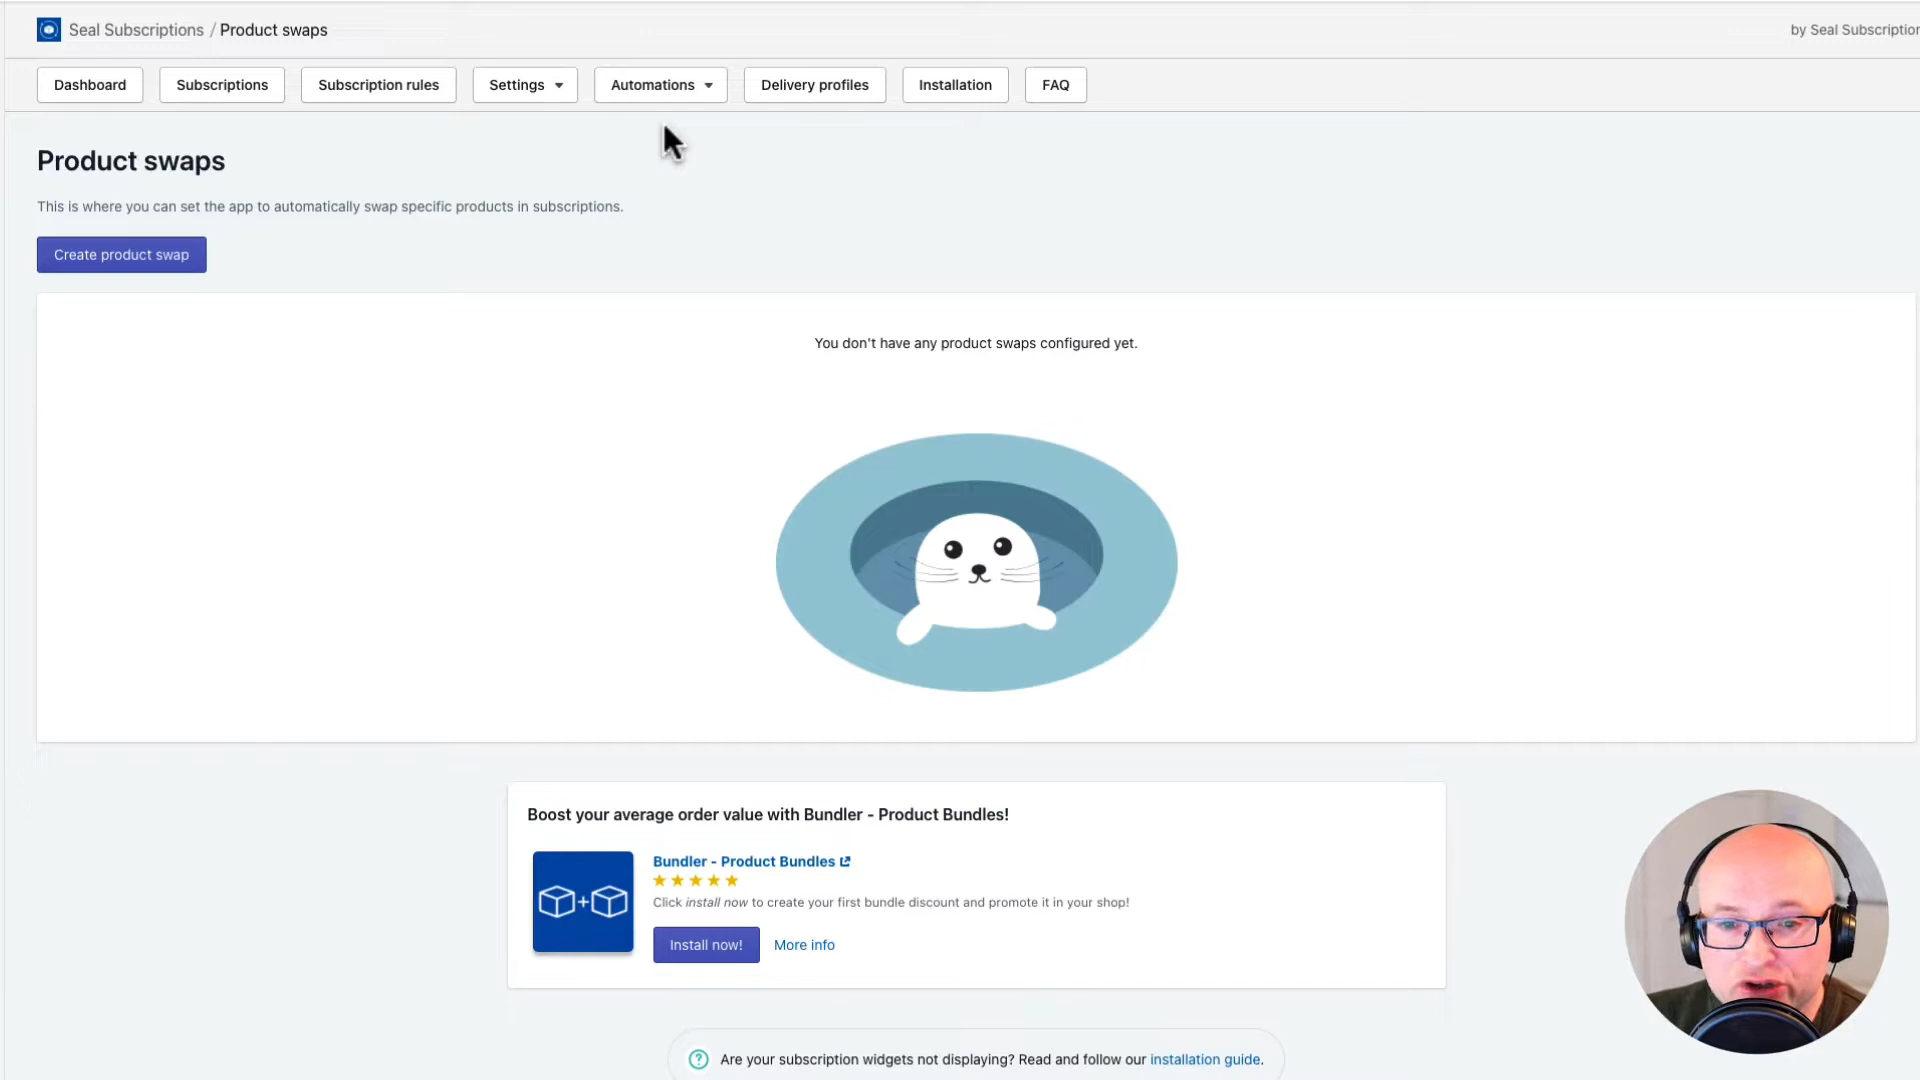 Seal Subscriptions / Product swaps
by Seal Subscription
Dashboard
Subscriptions
Subscription rules
Settings
Automations
Delivery profiles
Installation
FAQ
Product swaps
This is where you can set the app to automatically swap specific products in subscriptions.
Create product swap
You don't have any product swaps configured yet.
Boost your average order value with Bundler - Product Bundles!
Bundler - Product Bundles
Click install now to create your first bundle discount and promote it in your shop!
Install now!
More info
Are your subscription widgets not displaying? Read and follow our installation guide.